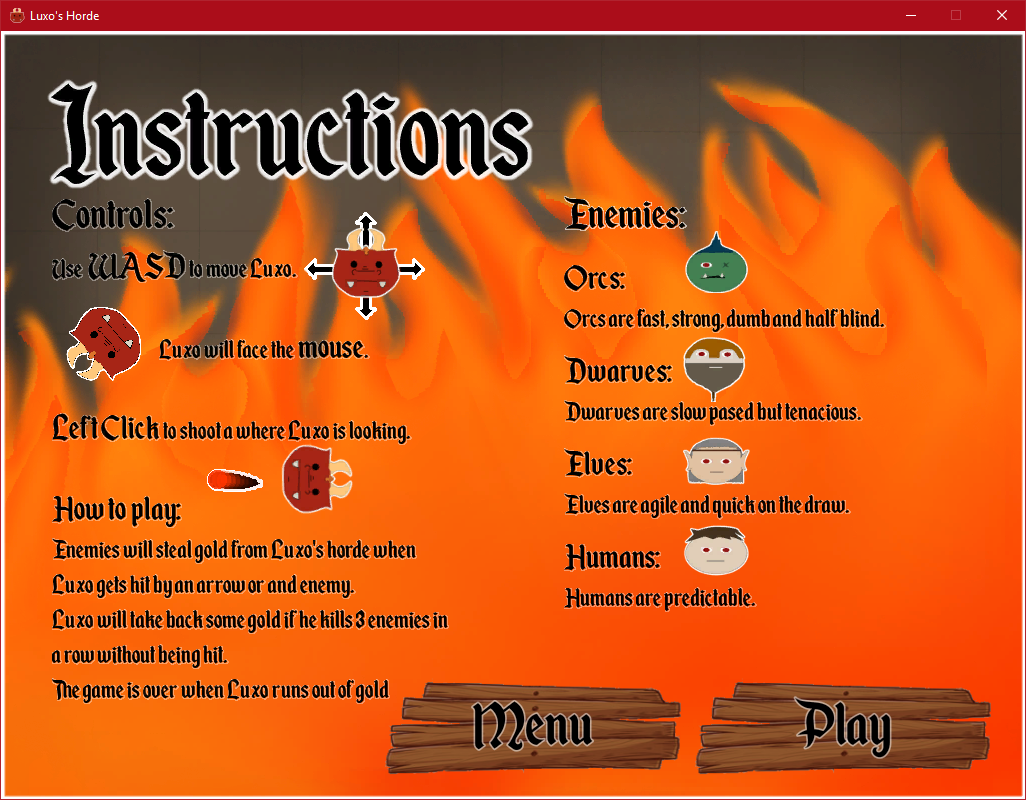 Luxo's Horde
Instructions
Controls:
Use WASD to move Luxo.
Luxo will face the mouse.
Left Click to shoot a where Luxo is looking.
How to play:
Enemies will steal gold from Luxo's horde when
Luxo gets hit by an arrow or and enemy.
Luxo will take back some gold if he kills 3 enemies in
a row without being hit.
The game is over when Luxo runs out of gold
Enemies:
Orcs:
Orcs are fast, strong, dumb and half blind.
Dwarves:
Dwarves are slow pased but tenacious.
Elves:
Elves are agile and quick on the draw.
Humans:
Humans are predictable.
Menu
Play